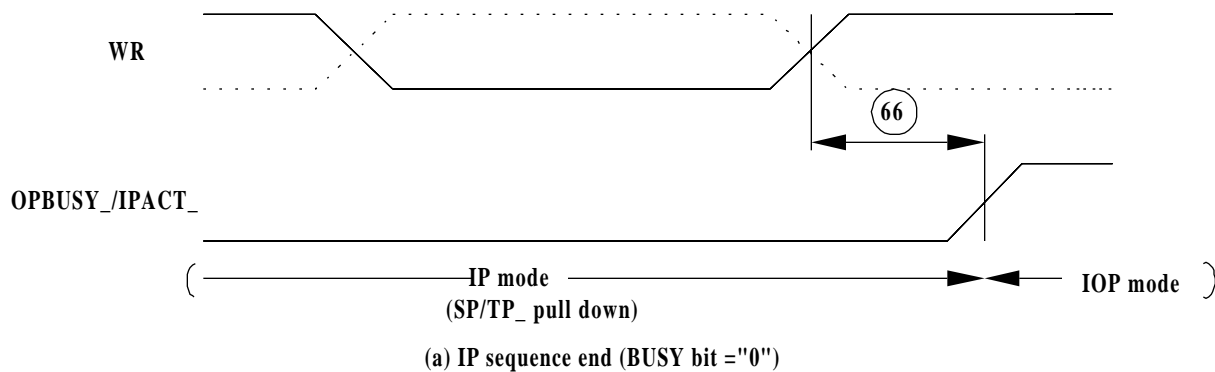 WR
66
OPBUSY_/IPACT_
( IP mode IOP mode )
(SP/TP_ pull down)
(a) IP sequence end (BUSY bit ="0")